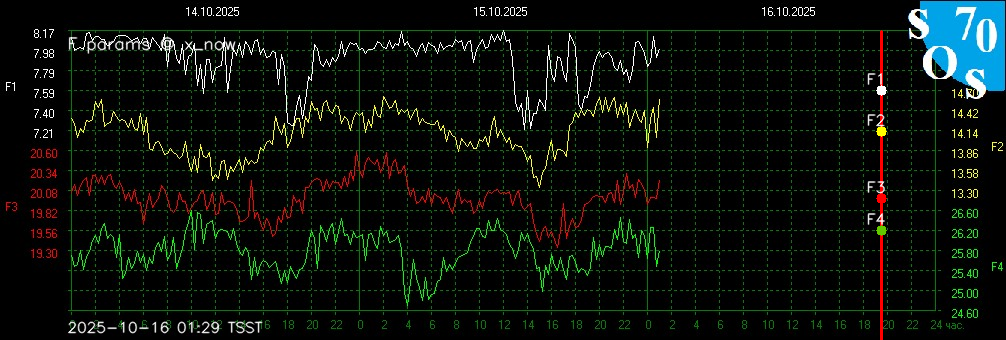 14.10.2025 15.10.2025 16.10.2025
SOS 70
F_params @ x_now
8.17
7.98
7.79
7.59
7.40
7.21
F1
20.60
20.34
20.08
19.82
19.56
19.30
F3
F1
F2
F3
F4
14.70
14.42
14.14
13.86
13.58
13.30
F2
26.60
26.20
25.80
25.40
25.00
24.60
F4
2025-10-16 01:29 TSST
16 18 20 22 0 2 4 6 8 10 12 14 16 18 20 22 0 2 4 6 8 10 12 14 16 18 20 22 24 час.